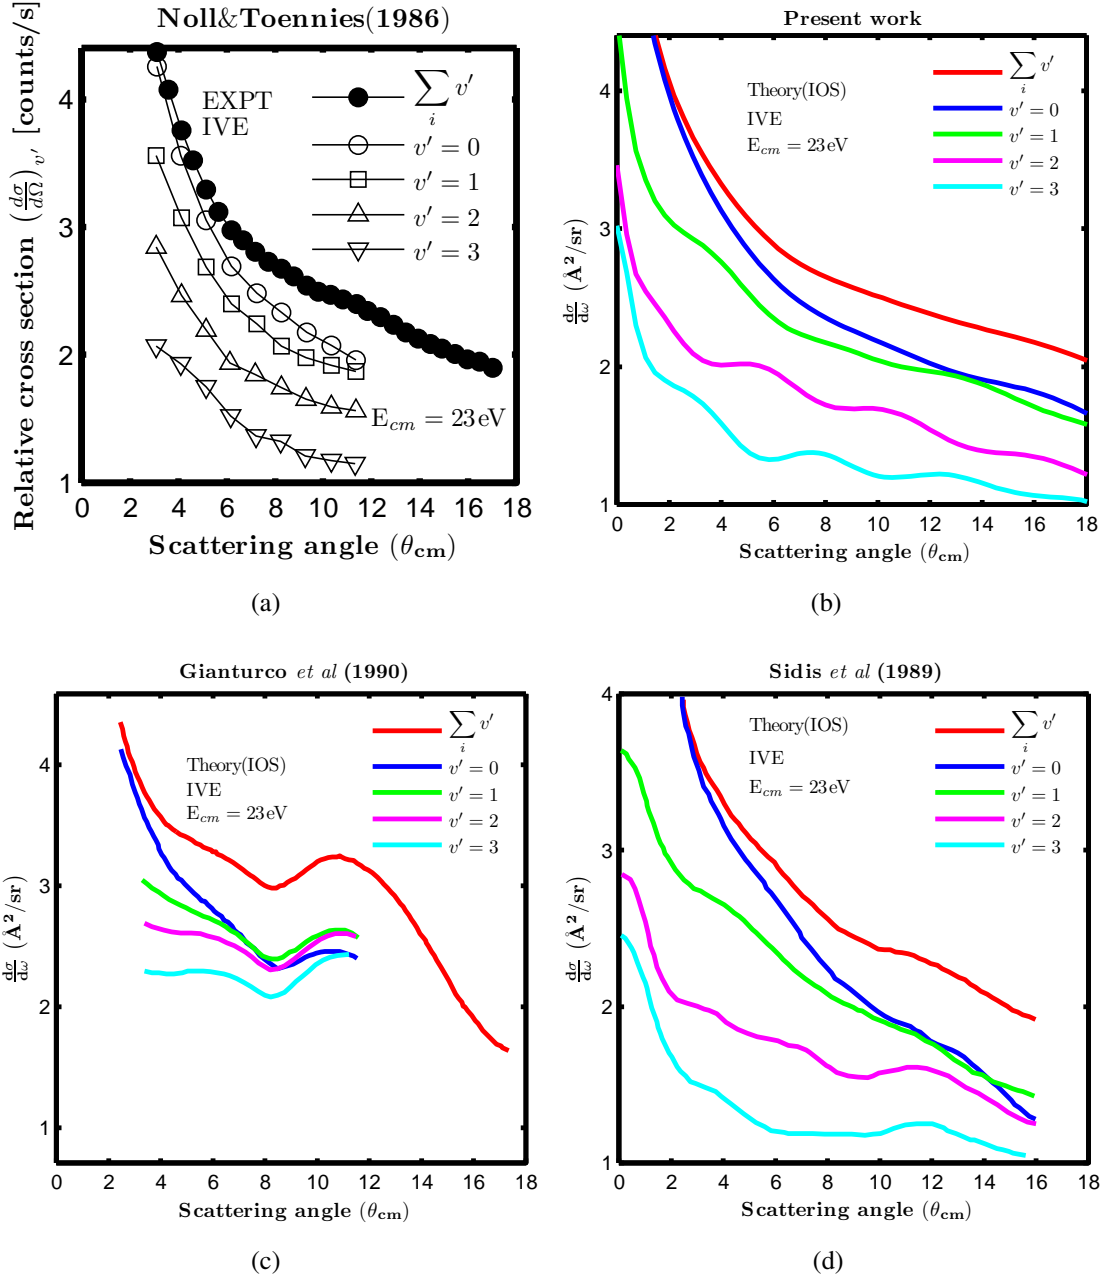 Noll&Toennies(1986)
Relative cross section (dσ/dΩ)v', [counts/s]
4
3
2
1
EXPT
IVE
∑i v'
v' = 0
v' = 1
v' = 2
v' = 3
Ecm = 23eV
0 2 4 6 8 10 12 14 16 18
Scattering angle (θcm)
(a)
Present work
dσ/dω (Å²/sr)
4
3
2
1
Theory(IOS)
IVE
Ecm = 23eV
∑i v'
v' = 0
v' = 1
v' = 2
v' = 3
0 2 4 6 8 10 12 14 16 18
Scattering angle (θcm)
(b)
Gianturco et al (1990)
dσ/dω (Å²/sr)
4
3
2
1
Theory(IOS)
IVE
Ecm = 23eV
∑i v'
v' = 0
v' = 1
v' = 2
v' = 3
0 2 4 6 8 10 12 14 16 18
Scattering angle (θcm)
(c)
Sidis et al (1989)
dσ/dω (Å²/sr)
4
3
2
1
Theory(IOS)
IVE
Ecm = 23eV
∑i v'
v' = 0
v' = 1
v' = 2
v' = 3
0 2 4 6 8 10 12 14 16 18
Scattering angle (θcm)
(d)